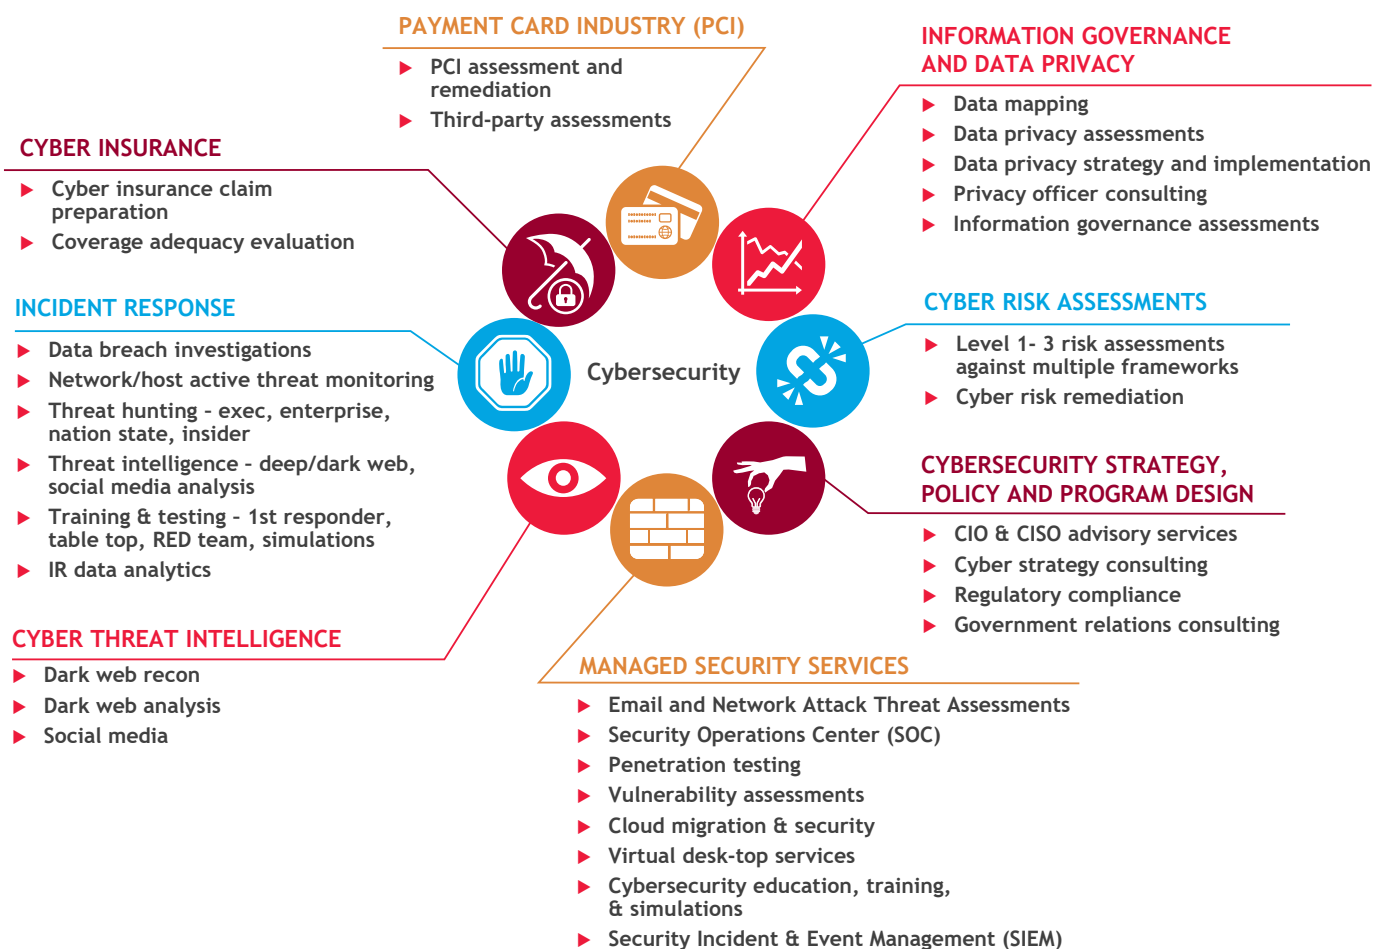 PAYMENT CARD INDUSTRY (PCI)
PCI assessment and
remediation
Third-party assessments
INFORMATION GOVERNANCE
AND DATA PRIVACY
Data mapping
Data privacy assessments
Data privacy strategy and implementation
Privacy officer consulting
Information governance assessments
CYBER INSURANCE
Cyber insurance claim
preparation
Coverage adequacy evaluation
INCIDENT RESPONSE
Data breach investigations
Network/host active threat monitoring
Threat hunting – exec, enterprise,
nation state, insider
Threat intelligence – deep/dark web,
social media analysis
Training & testing – 1st responder,
table top, RED team, simulations
IR data analytics
Cybersecurity
CYBER RISK ASSESSMENTS
Level 1- 3 risk assessments
against multiple frameworks
Cyber risk remediation
CYBERSECURITY STRATEGY,
POLICY AND PROGRAM DESIGN
CIO & CISO advisory services
Cyber strategy consulting
Regulatory compliance
Government relations consulting
CYBER THREAT INTELLIGENCE
Dark web recon
Dark web analysis
Social media
MANAGED SECURITY SERVICES
Email and Network Attack Threat Assessments
Security Operations Center (SOC)
Penetration testing
Vulnerability assessments
Cloud migration & security
Virtual desk-top services
Cybersecurity education, training,
& simulations
Security Incident & Event Management (SIEM)